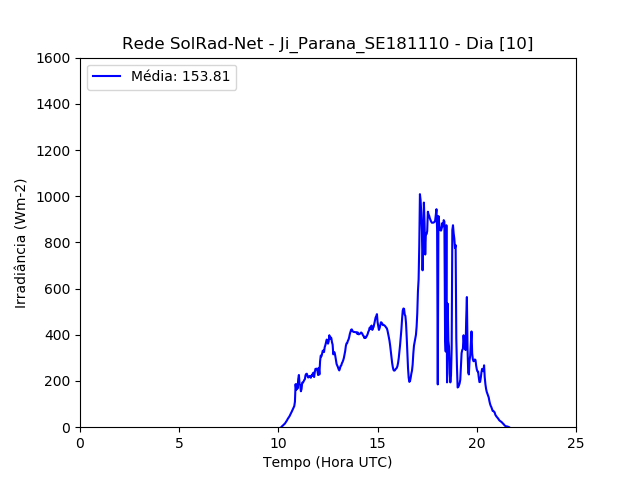 Rede SolRad-Net - Ji_Parana_SE181110 - Dia [10]
Média: 153.81
Irradiância (Wm-2)
1600
1400
1200
1000
800
600
400
200
0
0 5 10 15 20 25
Tempo (Hora UTC)